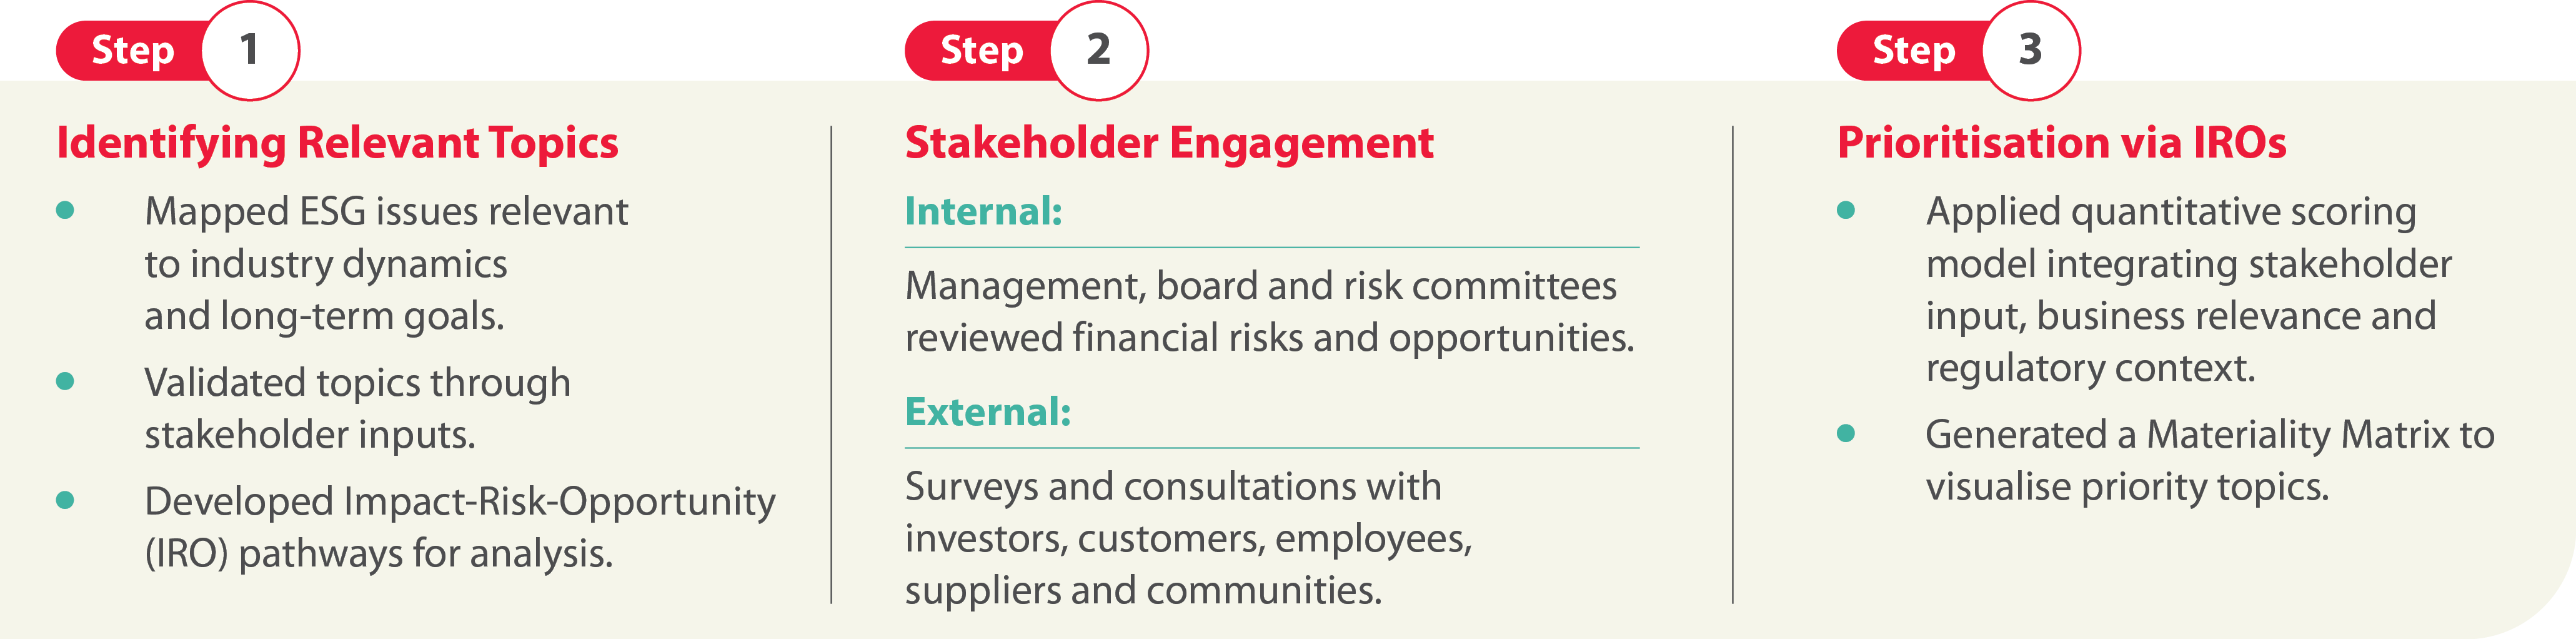 Step 1
Identifying Relevant Topics
Mapped ESG issues relevant
to industry dynamics
and long-term goals.
Validated topics through
stakeholder inputs.
Developed Impact-Risk-Opportunity
(IRO) pathways for analysis.
Step 2
Stakeholder Engagement
Internal:
Management, board and risk committees
reviewed financial risks and opportunities.
External:
Surveys and consultations with
investors, customers, employees,
suppliers and communities.
Step 3
Prioritisation via IROs
Applied quantitative scoring
model integrating stakeholder
input, business relevance and
regulatory context.
Generated a Materiality Matrix to
visualise priority topics.